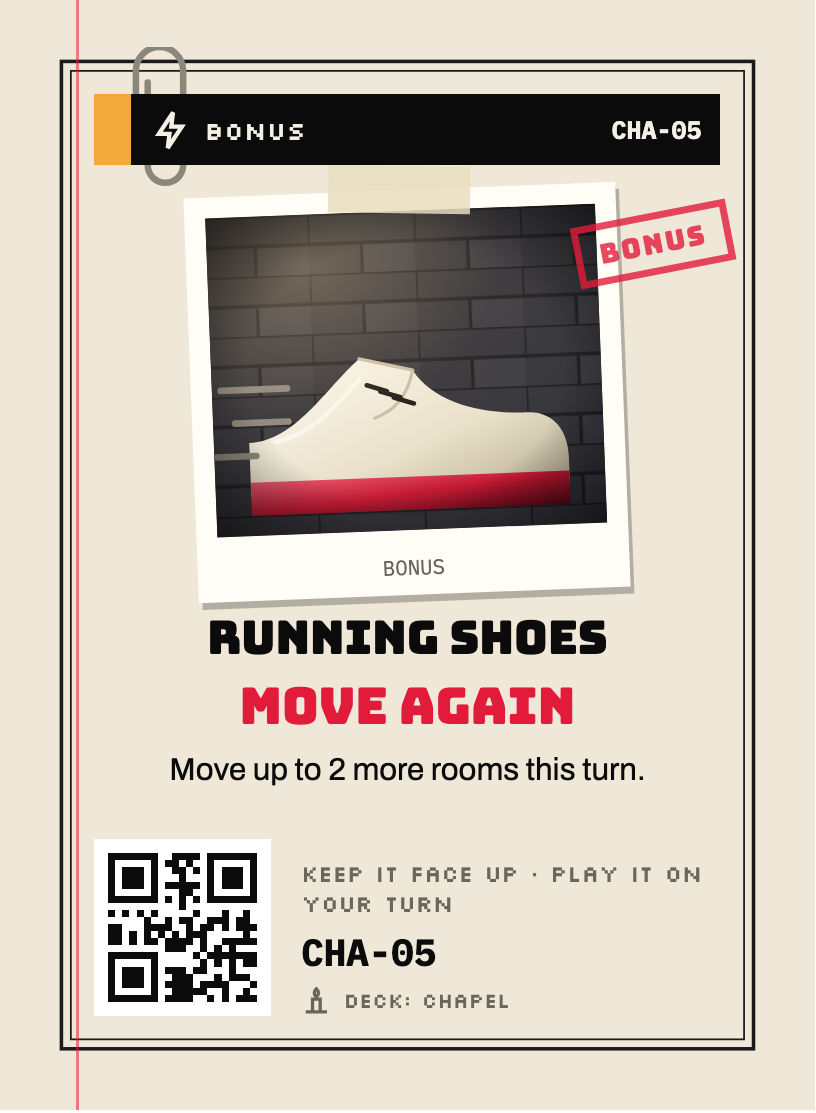 BONUS
CHA-05
BONUS
BONUS
RUNNING SHOES
MOVE AGAIN
Move up to 2 more rooms this turn.
KEEP IT FACE UP · PLAY IT ON
YOUR TURN
CHA-05
DECK: CHAPEL